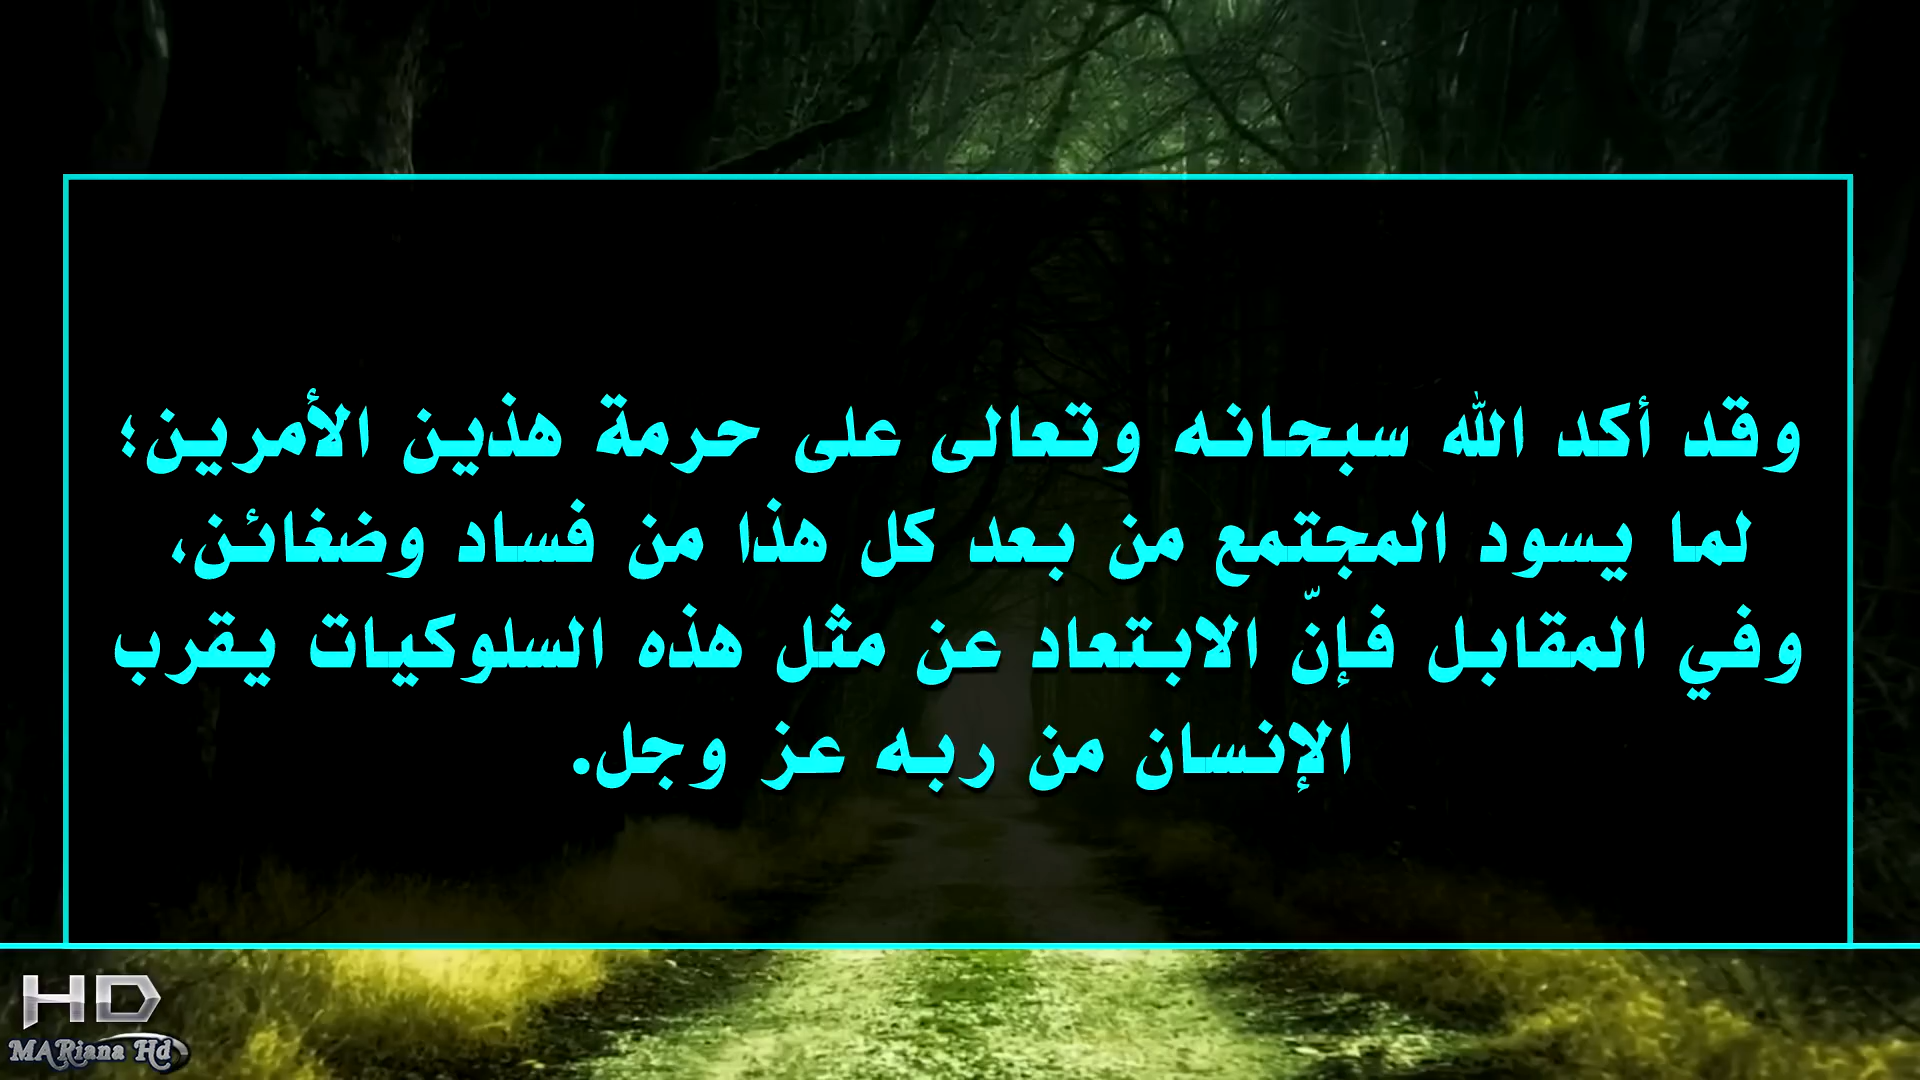 وقد أكد الله سبحانه وتعالى على حرمة هذين الأمرين؛
لما يسود المجتمع من بعد كل هذا من فساد وضغائن،
وفي المقابل فإنّ الابتعاد عن مثل هذه السلوكيات يقرب
الإنسان من ربه عز وجل.
HD
MARiana Hd